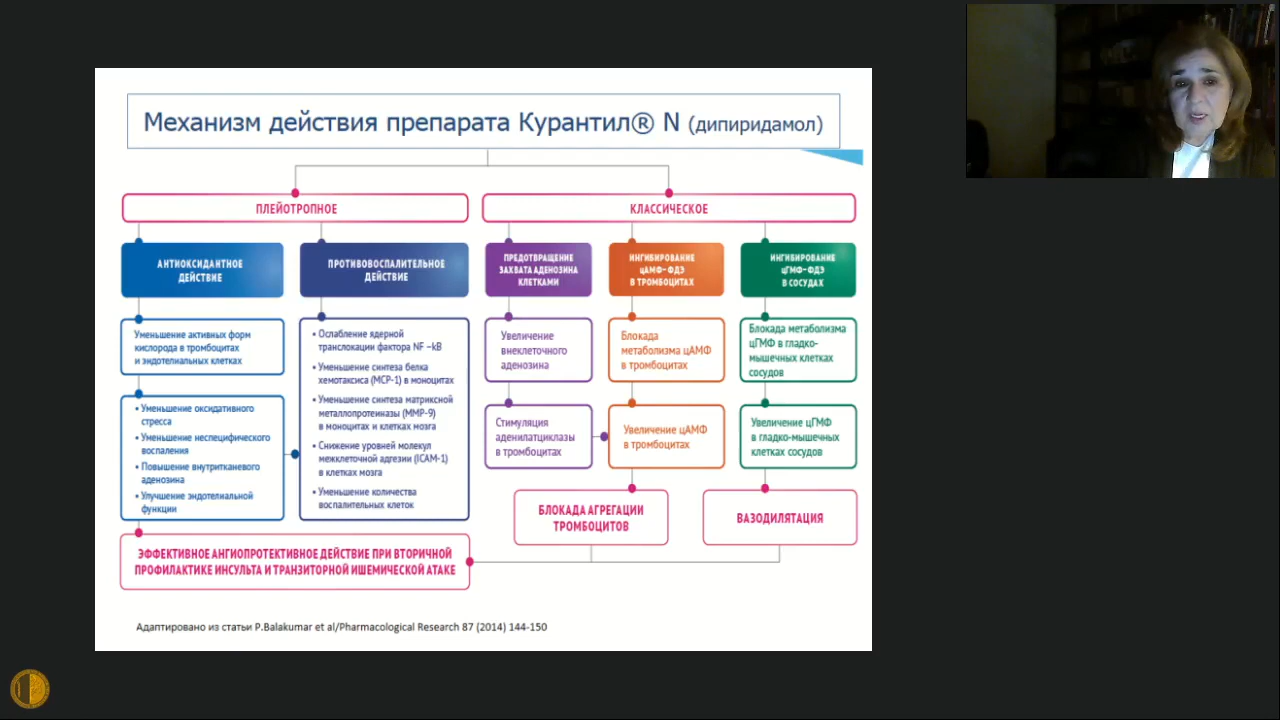 Механизм действия препарата Курантил® N (дипиридамол)
ПЛЕЙОТРОПНОЕ
КЛАССИЧЕСКОЕ
АНТИОКСИДАНТНОЕ
ДЕЙСТВИЕ
ПРОТИВОВОСПАЛИТЕЛЬНОЕ
ДЕЙСТВИЕ
ПРЕДОТВРАЩЕНИЕ
ЗАХВАТА АДЕНОЗИНА
КЛЕТКАМИ
ИНГИБИРОВАНИЕ
цАМФ–ФДЭ
В ТРОМБОЦИТАХ
ИНГИБИРОВАНИЕ
цГМФ–ФДЭ
В СОСУДАХ
Уменьшение активных форм
кислорода в тромбоцитах
и эндотелиальных клетках
• Уменьшение оксидативного
стресса
• Уменьшение неспецифического
воспаления
• Повышение внутритканевого
аденозина
• Улучшение эндотелиальной
функции
• Ослабление ядерной
транслокации фактора NF –kB
• Уменьшение синтеза белка
хемотаксиса (MCP-1) в моноцитах
• Уменьшение синтеза матриксной
металлопротеиназы (MMP-9)
в моноцитах и клетках мозга
• Снижение уровней молекул
межклеточной адгезии (ICAM-1)
в клетках мозга
• Уменьшение количества
воспалительных клеток
Увеличение
внеклеточного
аденозина
Стимуляция
аденилатциклазы
в тромбоцитах
Блокада
метаболизма цАМФ
в тромбоцитах
Увеличение цАМФ
в тромбоцитах
Блокада метаболизма
цГМФ в гладко-
мышечных клетках
сосудов
Увеличение цГМФ
в гладко-мышечных
клетках сосудов
БЛОКАДА АГРЕГАЦИИ
ТРОМБОЦИТОВ
ВАЗОДИЛЯТАЦИЯ
ЭФФЕКТИВНОЕ АНГИОПРОТЕКТИВНОЕ ДЕЙСТВИЕ ПРИ ВТОРИЧНОЙ
ПРОФИЛАКТИКЕ ИНСУЛЬТА И ТРАНЗИТОРНОЙ ИШЕМИЧЕСКОЙ АТАКЕ
Адаптировано из статьи P.Balakumar et al/Pharmacological Research 87 (2014) 144-150